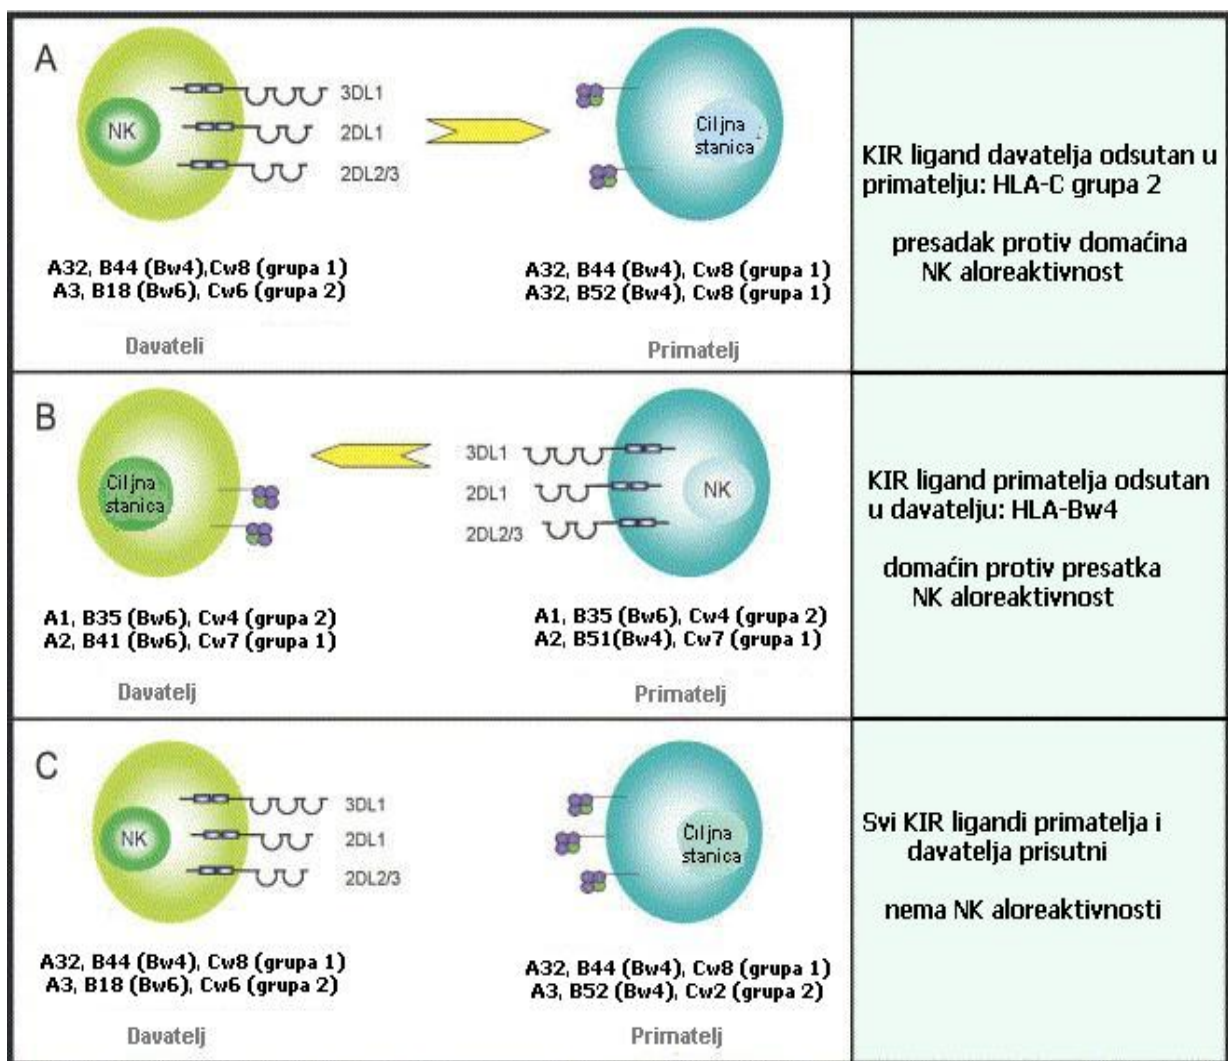 A
NK
3DL1
2DL1
2DL2/3
Ciljna
stanica
A32, B44 (Bw4),Cw8 (grupa 1)
A3, B18 (Bw6), Cw6 (grupa 2)
Davatelj
A32, B44 (Bw4), Cw8 (grupa 1)
A32, B52 (Bw4), Cw8 (grupa 1)
Primatelj
KIR ligand davatelja odsutan u
primatelju: HLA-C grupa 2
presadak protiv domaćina
NK aloreaktivnost
B
Ciljna
stanica
3DL1
2DL1
2DL2/3
NK
A1, B35 (Bw6), Cw4 (grupa 2)
A2, B41 (Bw6), Cw7 (grupa 1)
Davatelj
A1, B35 (Bw6), Cw4 (grupa 2)
A2, B51(Bw4), Cw7 (grupa 1)
Primatelj
KIR ligand primatelja odsutan
u davatelju: HLA-Bw4
domaćin protiv presatka
NK aloreaktivnost
C
NK
3DL1
2DL1
2DL2/3
Ciljna
stanica
A32, B44 (Bw4), Cw8 (grupa 1)
A3, B18 (Bw6), Cw6 (grupa 2)
Davatelj
A32, B44 (Bw4), Cw8 (grupa 1)
A3, B52 (Bw4), Cw2 (grupa 2)
Primatelj
Svi KIR ligandi primatelja i
davatelja prisutni
nema NK aloreaktivnosti